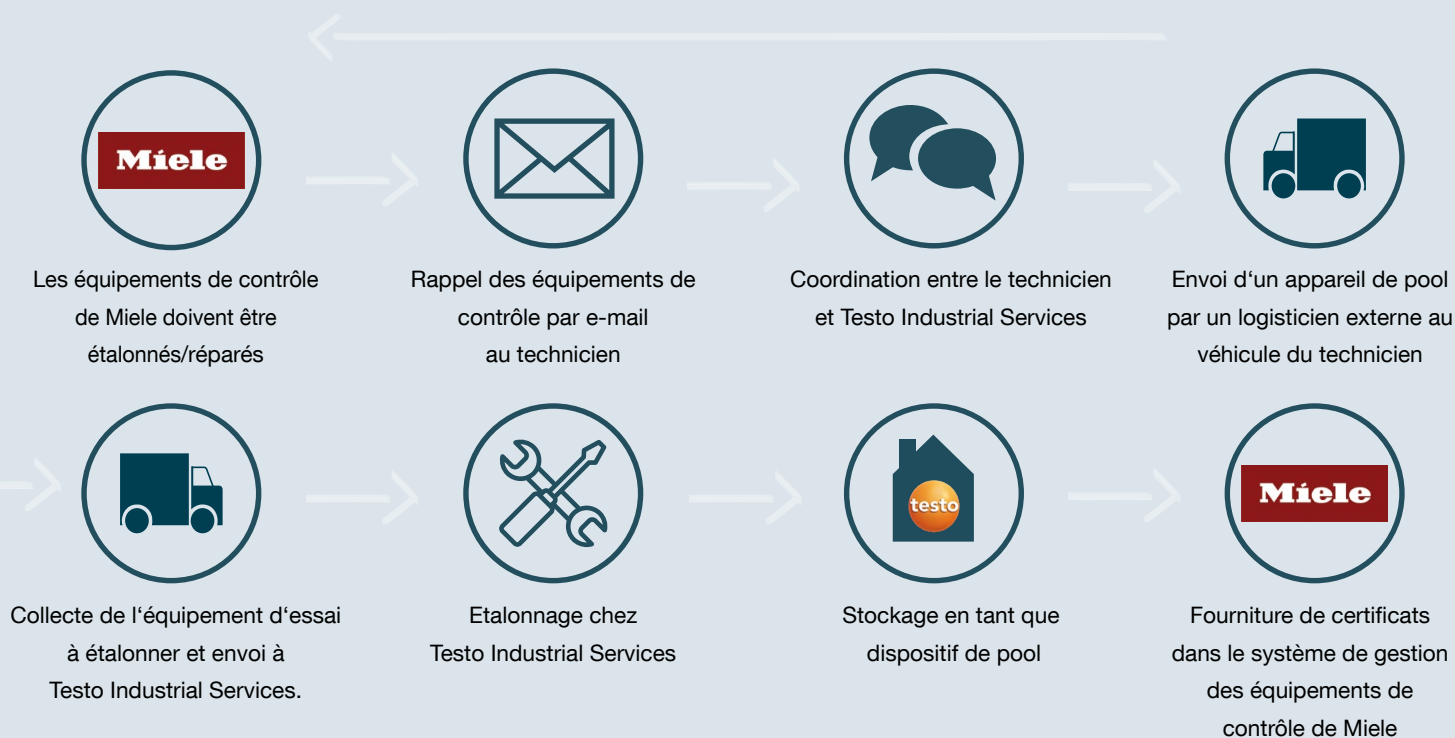 Miele
Les équipements de contrôle
de Miele doivent être
étalonnés/réparés
Rappel des équipements de
contrôle par e-mail
au technicien
Coordination entre le technicien
et Testo Industrial Services
Envoi d‘un appareil de pool
par un logisticien externe au
véhicule du technicien
Collecte de l‘équipement d‘essai
à étalonner et envoi à
Testo Industrial Services.
Etalonnage chez
Testo Industrial Services
testo
Stockage en tant que
dispositif de pool
Miele
Fourniture de certificats
dans le système de gestion
des équipements de
contrôle de Miele